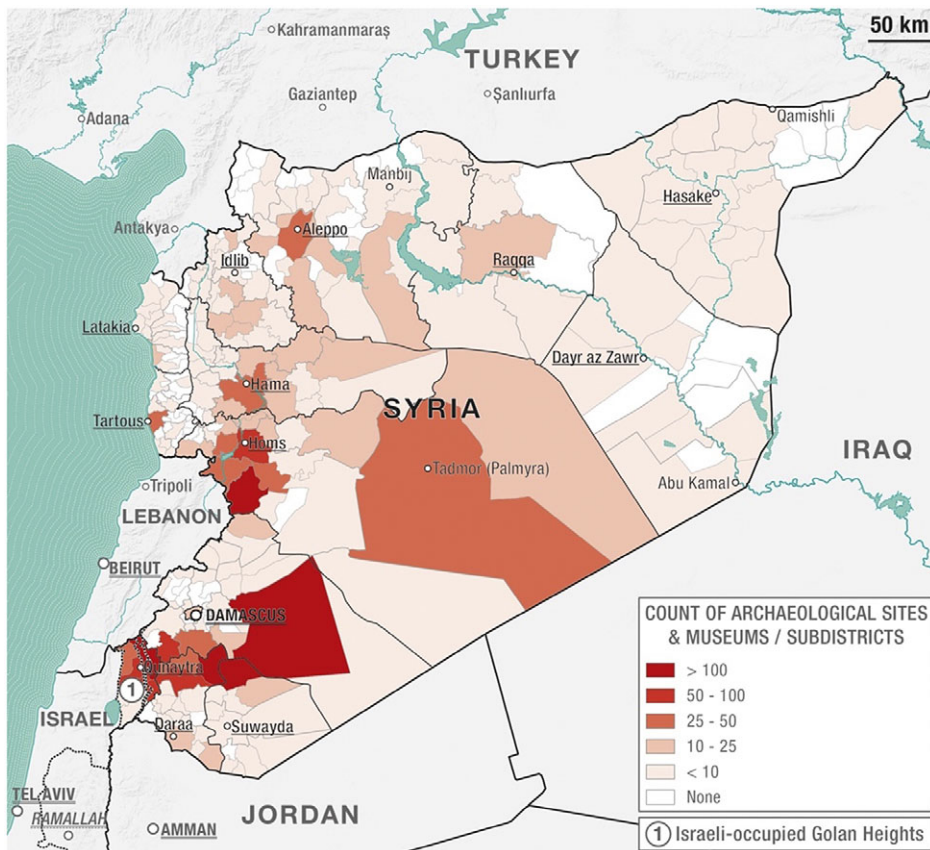 50 km
Kahramanmaraş
TURKEY
Gaziantep
Şanlıurfa
Adana
Qamishli
Manbij
Hasake
Antakya
Aleppo
Idlib
Raqqa
Latakia
Dayr az Zawr
Hama
SYRIA
Tartous
Homs
IRAQ
Tadmor (Palmyra)
Tripoli
Abu Kamal
LEBANON
BEIRUT
DAMASCUS
COUNT OF ARCHAEOLOGICAL SITES
& MUSEUMS / SUBDISTRICTS
> 100
50 - 100
25 - 50
10 - 25
< 10
None
Qunaytra
1
ISRAEL
Daraa
Suwayda
TEL AVIV
RAMALLAH
JORDAN
AMMAN
1 Israeli-occupied Golan Heights